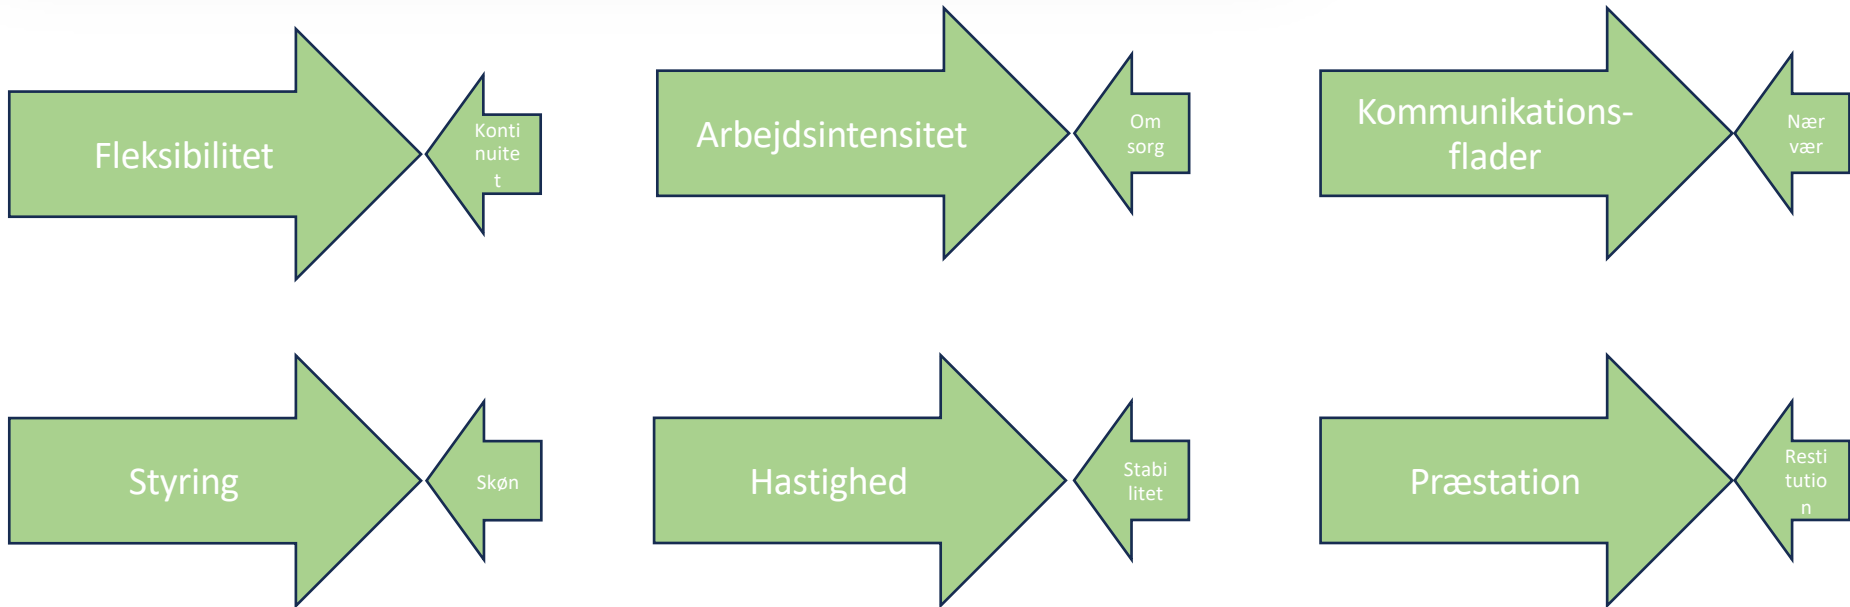 Fleksibilitet
Konti
nuite
t
Arbejdsintensitet
Om
sorg
Kommunikations-
flader
Nær
vær
Styring
Skøn
Hastighed
Stabi
litet
Præstation
Resti
tutio
n